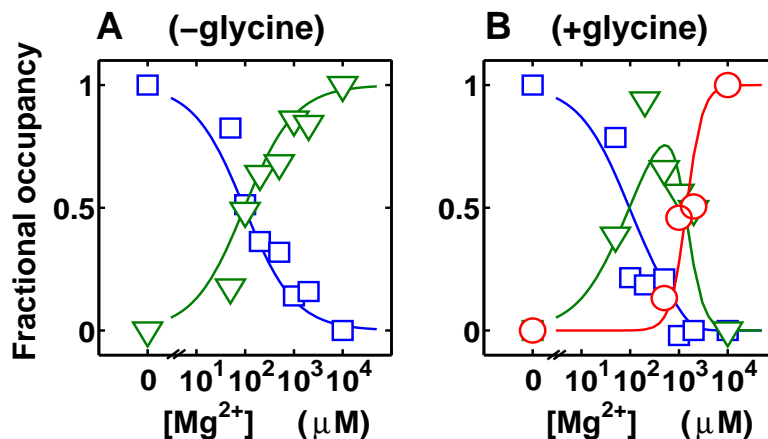 A (−glycine)
B (+glycine)
Fractional occupancy
1
0.5
0
0 10¹ 10² 10³ 10⁴
[Mg²⁺] (μM)
1
0.5
0
0 10¹ 10² 10³ 10⁴
[Mg²⁺] (μM)